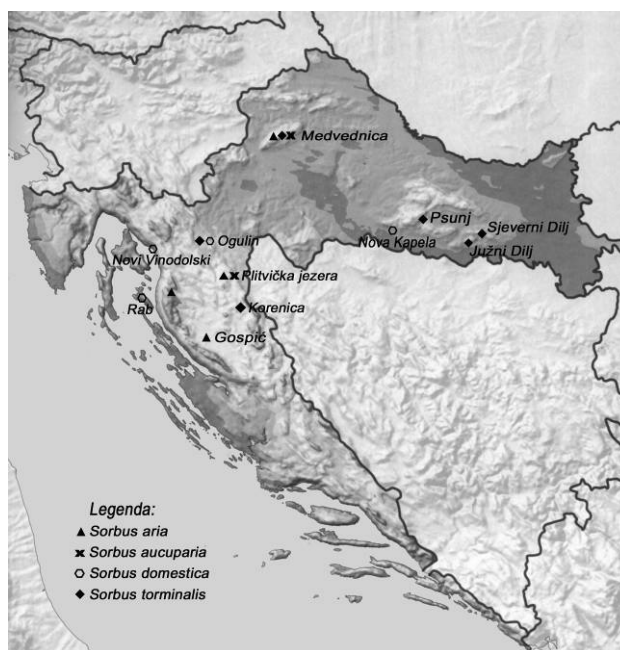 Medvednica
Psunj
Sjeverni Dilj
Nova Kapela
Južni Dilj
Ogulin
Novi Vinodolski
Plitvička jezera
Rab
Korenica
Gospić
Legenda:
Sorbus aria
Sorbus aucuparia
Sorbus domestica
Sorbus torminalis